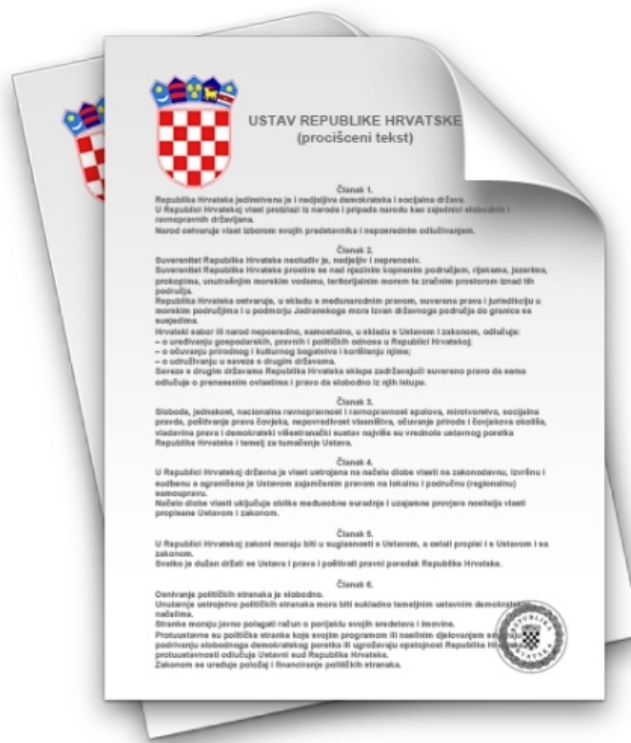 USTAV REPUBLIKE HRVATSKE
(procišceni tekst)
Članak 1.
Republika Hrvatska jedinstvena je i nedjeljiva demokratska i socijalna država.
U Republici Hrvatskoj vlast proizlazi iz naroda i pripada narodu kao zajednici slobodnih i
ravnopravnih državljana.
Narod ostvaruje vlast izborom svojih predstavnika i neposrednim odlučivanjem.
Članak 2.
Suverenitet Republike Hrvatske neotuđiv je, nedjeljiv i neprenosiv.
Suverenitet Republike Hrvatske prostire se nad njezinim kopnenim područjem, rijekama, jezerima,
prokopima, unutrašnjim morskim vodama, teritorijalnim morem te zračnim prostorom iznad tih
područja.
Republika Hrvatska ostvaruje, u skladu s međunarodnim pravom, suverena prava i jurisdikciju u
morskim područjima i u podmorju Jadranskoga mora izvan državnoga područja do granica sa
susjedima.
Hrvatski sabor ili narod neposredno, samostalno, u skladu s Ustavom i zakonom, odlučuje:
– o uređivanju gospodarskih, pravnih i političkih odnosa u Republici Hrvatskoj;
– o očuvanju prirodnog i kulturnog bogatstva i korištenju njime;
– o udruživanju u saveze s drugim državama.
Saveze s drugim državama Republika Hrvatska sklapa zadržavajući suvereno pravo da sama
odlučuje o prenesenim ovlastima i pravo da slobodno iz njih istupa.
Članak 3.
Sloboda, jednakost, nacionalna ravnopravnost i ravnopravnost spolova, mirotvorstvo, socijalna
pravda, poštivanje prava čovjeka, nepovredivost vlasništva, očuvanje prirode i čovjekova okoliša,
vladavina prava i demokratski višestranački sustav najviše su vrednote ustavnog poretka
Republike Hrvatske i temelj za tumačenje Ustava.
Članak 4.
U Republici Hrvatskoj državna je vlast ustrojena na načelu diobe vlasti na zakonodavnu, izvršnu i
sudbenu a ograničena je Ustavom zajamčenim pravom na lokalnu i područnu (regionalnu)
samoupravu.
Načelo diobe vlasti uključuje oblike međusobne suradnje i uzajamne provjere nositelja vlasti
propisane Ustavom i zakonom.
Članak 5.
U Republici Hrvatskoj zakoni moraju biti u suglasnosti s Ustavom, a ostali propisi i s Ustavom i sa
zakonom.
Svatko je dužan držati se Ustava i prava i poštivati pravni poredak Republike Hrvatske.
Članak 6.
Osnivanje političkih stranaka je slobodno.
Unutarnje ustrojstvo političkih stranaka mora biti sukladno temeljnim ustavnim
načelima.
Stranke moraju javno polagati račun o porijeklu svojih sredstava i imovine.
Protuustavne su političke stranke koje svojim programom ili nasilnim djelovanjem
podrivanju slobodnoga demokratskog poretka ili ugrožavaju opstojnost Republike
protuustavnosti odlučuje Ustavni sud Republike Hrvatske.
Zakonom se uređuje položaj i financiranje političkih stranaka.
REPUBLIKA
HRVATSKA